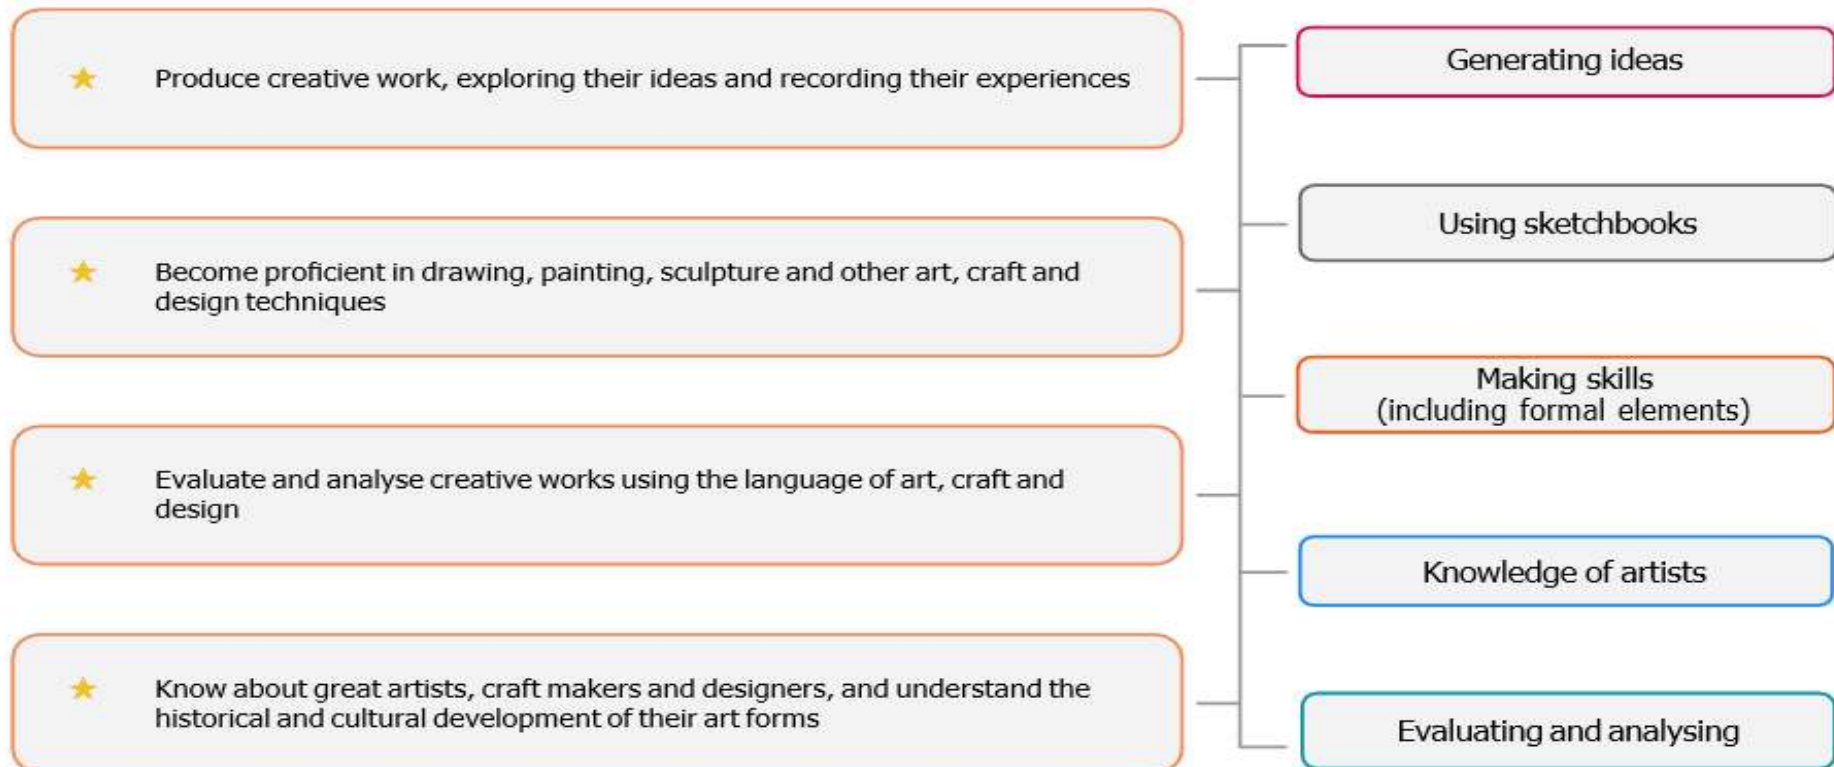 Produce creative work, exploring their ideas and recording their experiences
Become proficient in drawing, painting, sculpture and other art, craft and
design techniques
Evaluate and analyse creative works using the language of art, craft and
design
Know about great artists, craft makers and designers, and understand the
historical and cultural development of their art forms
Generating ideas
Using sketchbooks
Making skills
(including formal elements)
Knowledge of artists
Evaluating and analysing